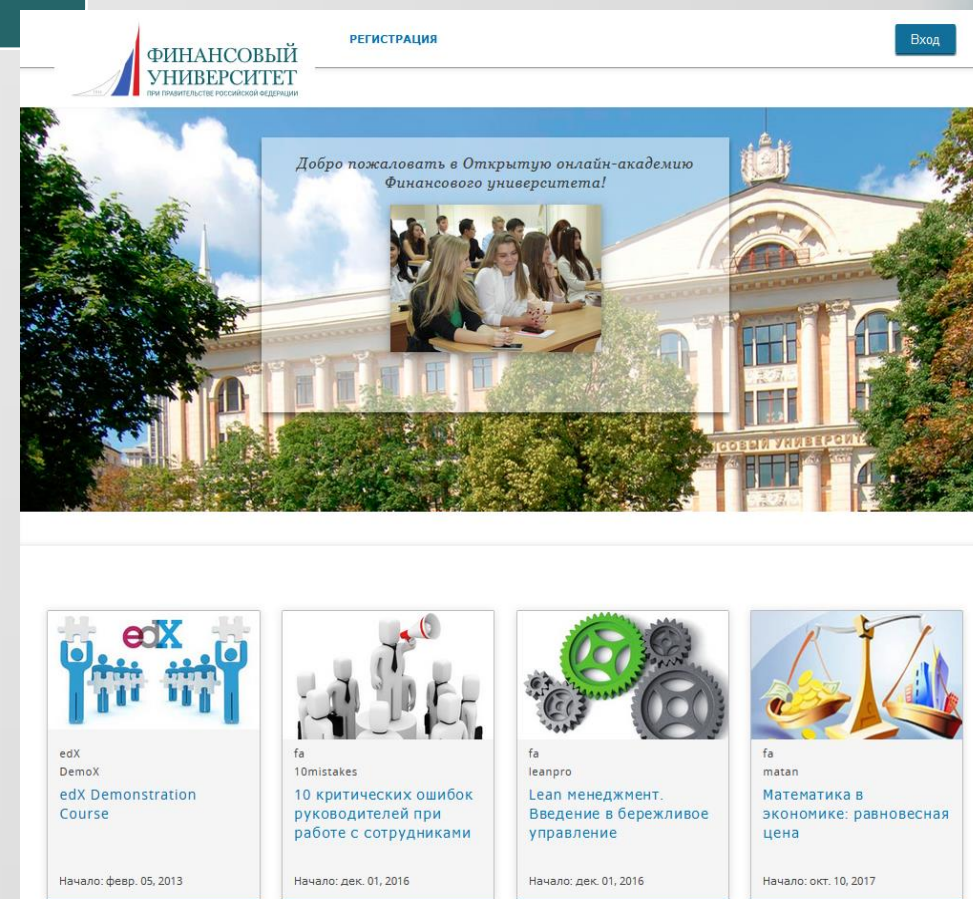 ФИНАНСОВЫЙ
УНИВЕРСИТЕТ
ПРИ ПРАВИТЕЛЬСТВЕ РОССИЙСКОЙ ФЕДЕРАЦИИ
РЕГИСТРАЦИЯ
Вход
Добро пожаловать в Открытую онлайн-академию
Финансового университета!
edX
edX
DemoX
edX Demonstration
Course
Начало: февр. 05, 2013
fa
10mistakes
10 критических ошибок
руководителей при
работе с сотрудниками
Начало: дек. 01, 2016
fa
leanpro
Lean менеджмент.
Введение в бережливое
управление
Начало: дек. 01, 2016
fa
matan
Математика в
экономике: равновесная
цена
Начало: окт. 10, 2017